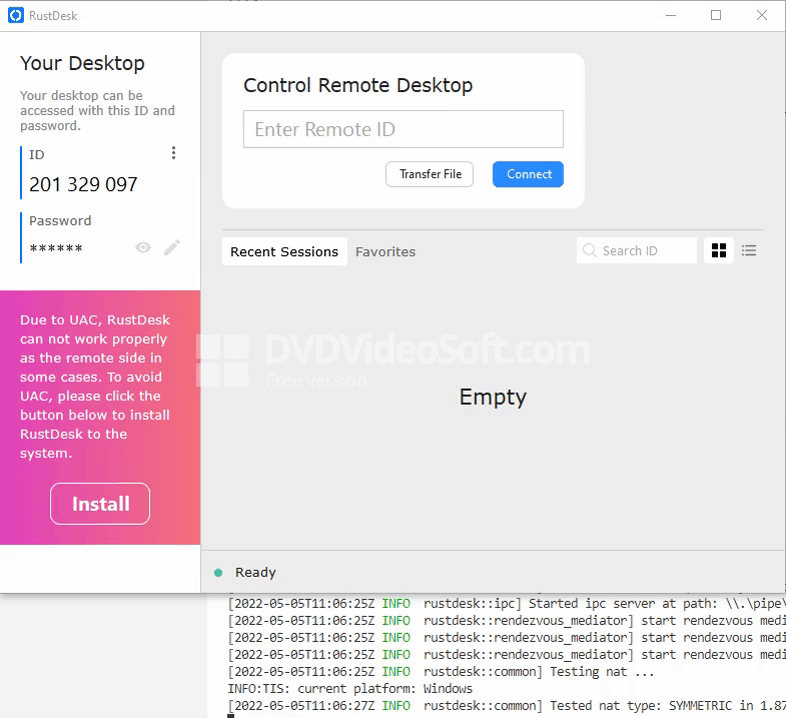 RustDesk
Your Desktop
Your desktop can be
accessed with this ID and
password.
ID
201 329 097
Password
******
Due to UAC, RustDesk
can not work properly
as the remote side in
some cases. To avoid
UAC, please click the
button below to install
RustDesk to the
system.
Install
Control Remote Desktop
Enter Remote ID
Transfer File
Connect
Recent Sessions
Favorites
Search ID
DVDVideoSoft.com
Free version
Empty
Ready
[2022-05-05T11:06:25Z INFO  rustdesk::ipc] Started ipc server at path: \\.\pipe\
[2022-05-05T11:06:25Z INFO  rustdesk::rendezvous_mediator] start rendezvous medi
[2022-05-05T11:06:25Z INFO  rustdesk::rendezvous_mediator] start rendezvous medi
[2022-05-05T11:06:25Z INFO  rustdesk::rendezvous_mediator] start rendezvous medi
[2022-05-05T11:06:25Z INFO  rustdesk::common] Testing nat ...
INFO:TIS: current platform: Windows
[2022-05-05T11:06:27Z INFO  rustdesk::common] Tested nat type: SYMMETRIC in 1.87